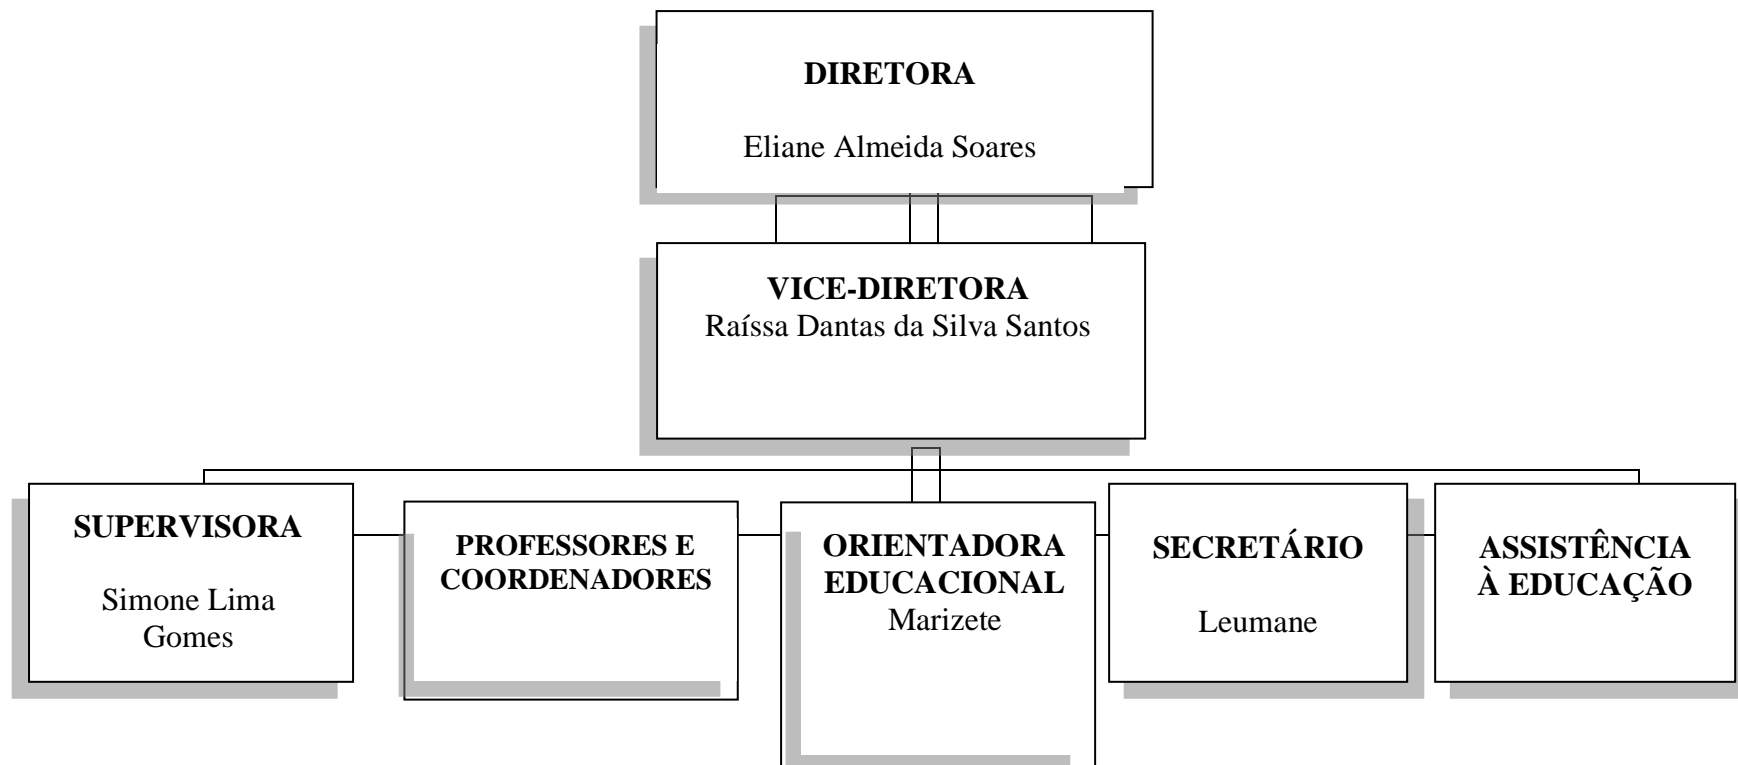 DIRETORA
Eliane Almeida Soares
VICE-DIRETORA
Raíssa Dantas da Silva Santos
SUPERVISORA
Simone Lima
Gomes
PROFESSORES E
COORDENADORES
ORIENTADORA
EDUCACIONAL
Marizete
SECRETÁRIO
Leumane
ASSISTÊNCIA
À EDUCAÇÃO